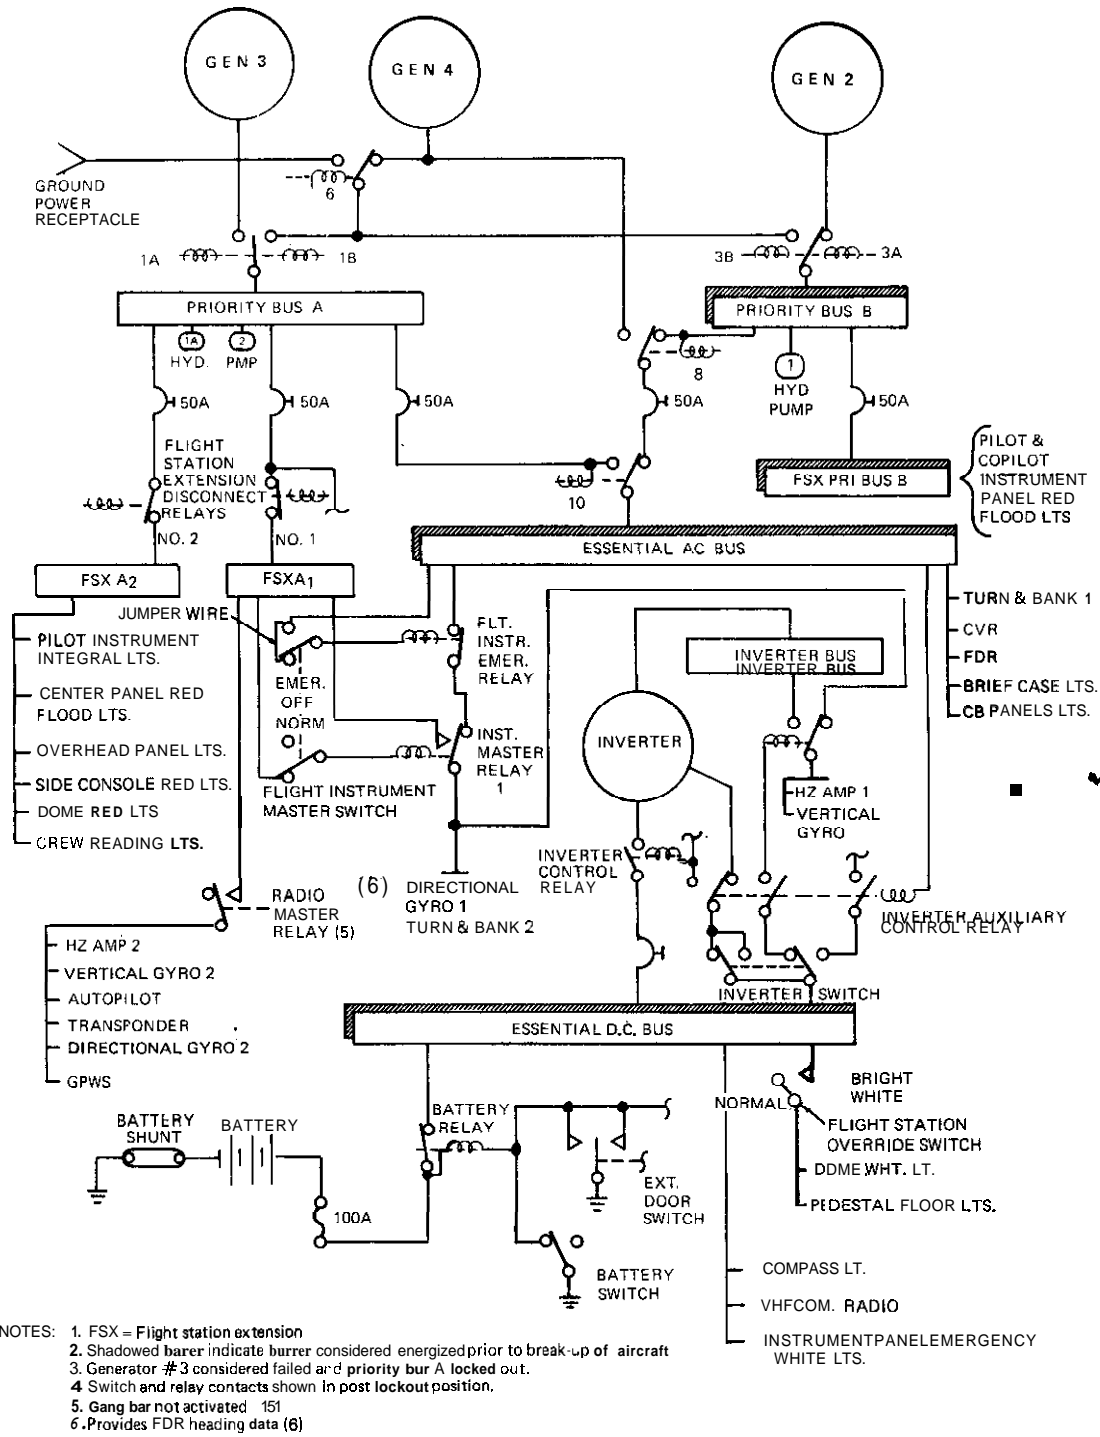 GEN 3
GEN 4
GEN 2
GROUND
POWER
RECEPTACLE
6
1A
1B
3B
3A
PRIORITY BUS A
PRIORITY BUS B
1A
2
HYD.
PMP
8
1
HYD
PUMP
50A
50A
50A
50A
50A
FLIGHT
STATION
EXTENSION
DISCONNECT
RELAYS
10
FSX PRI BUS B
PILOT &
COPILOT
INSTRUMENT
PANEL RED
FLOOD LTS
NO. 2
NO. 1
ESSENTIAL AC BUS
FSX A2
FSXA1
JUMPER WIRE
PILOT INSTRUMENT
INTEGRAL LTS.
CENTER PANEL RED
FLOOD LTS.
OVERHEAD PANEL LTS.
SIDE CONSOLE RED LTS.
DOME RED LTS
CREW READING LTS.
EMER.
OFF
NORM
FLIGHT INSTRUMENT
MASTER SWITCH
FLT.
INSTR.
EMER.
RELAY
INST.
MASTER
RELAY
1
INVERTER BUS
INVERTER BUS
INVERTER
TURN & BANK 1
CVR
FDR
BRIEF CASE LTS.
CB PANELS LTS.
HZ AMP 1
VERTICAL
GYRO
INVERTER
CONTROL
RELAY
RADIO
MASTER
RELAY (5)
(6)
DIRECTIONAL
GYRO 1
TURN & BANK 2
INVERTER AUXILIARY
CONTROL RELAY
HZ AMP 2
VERTICAL GYRO 2
AUTOPILOT
TRANSPONDER
DIRECTIONAL GYRO 2
GPWS
INVERTER SWITCH
ESSENTIAL D.C. BUS
BRIGHT
WHITE
NORMAL
FLIGHT STATION
OVERRIDE SWITCH
DDME WHT. LT.
PEDESTAL FLOOR LTS.
BATTERY
SHUNT
BATTERY
BATTERY
RELAY
100A
EXT.
DOOR
SWITCH
BATTERY
SWITCH
COMPASS LT.
VHFCOM. RADIO
INSTRUMENTPANELEMERGENCY
WHITE LTS.
NOTES: 1. FSX = Flight station extension
2. Shadowed barer indicate burrer considered energized prior to break-up of aircraft
3. Generator #3 considered failed and priority bur A locked out.
4 Switch and relay contacts shown in post lockout position.
5. Gang bar not activated 151
6. Provides FDR heading data (6)